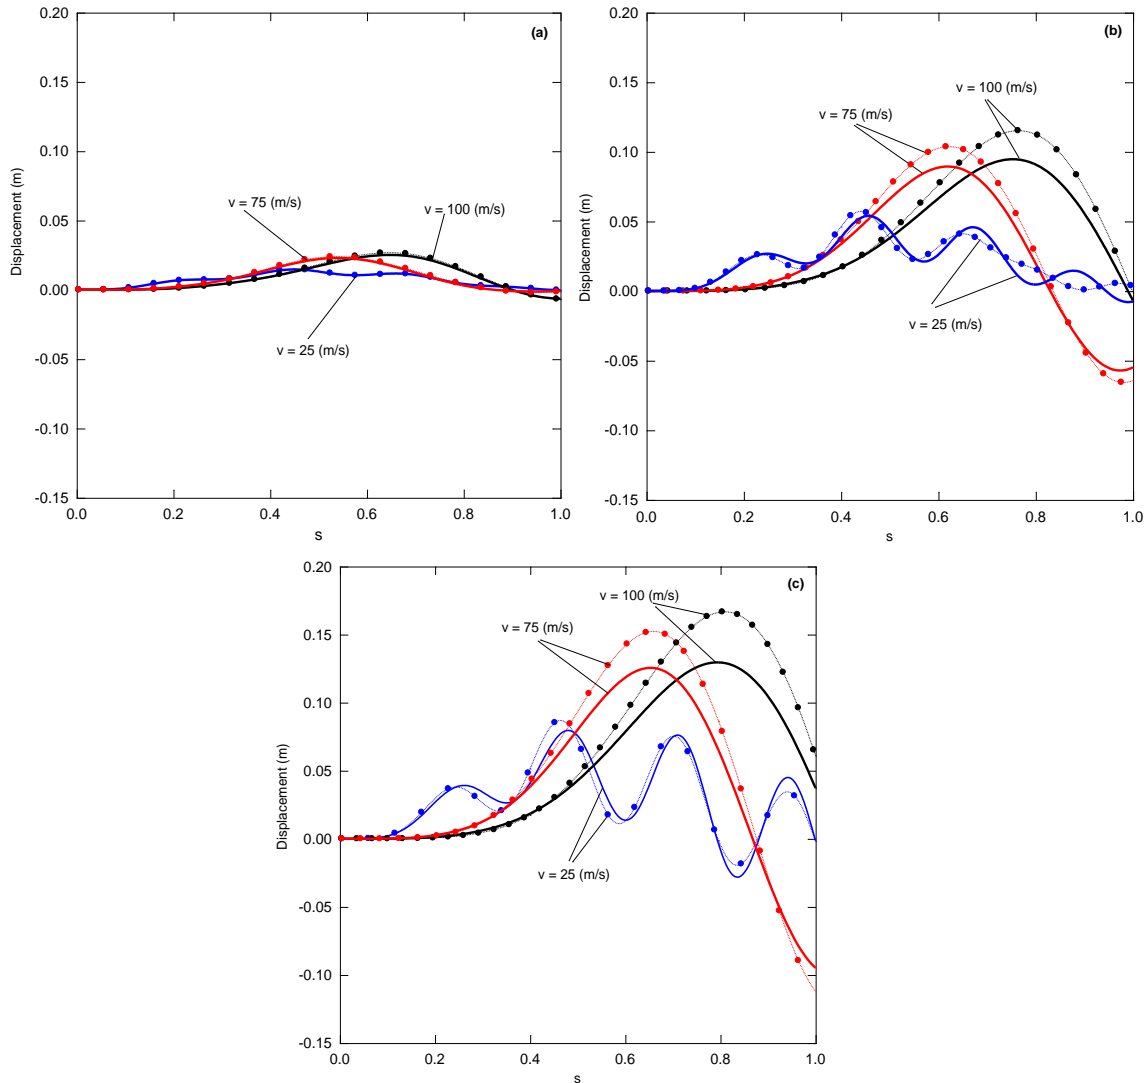 0.20
(a)
0.15
0.10
v = 75 (m/s)
v = 100 (m/s)
Displacement (m)
0.05
0.00
v = 25 (m/s)
-0.05
-0.10
-0.15
0.0 0.2 0.4 0.6 0.8 1.0
s
0.20
(b)
0.15
v = 100 (m/s)
v = 75 (m/s)
0.10
Displacement (m)
0.05
0.00
v = 25 (m/s)
-0.05
-0.10
-0.15
0.0 0.2 0.4 0.6 0.8 1.0
s
0.20
(c)
v = 100 (m/s)
0.15
v = 75 (m/s)
0.10
Displacement (m)
0.05
0.00
v = 25 (m/s)
-0.05
-0.10
-0.15
0.0 0.2 0.4 0.6 0.8 1.0
s